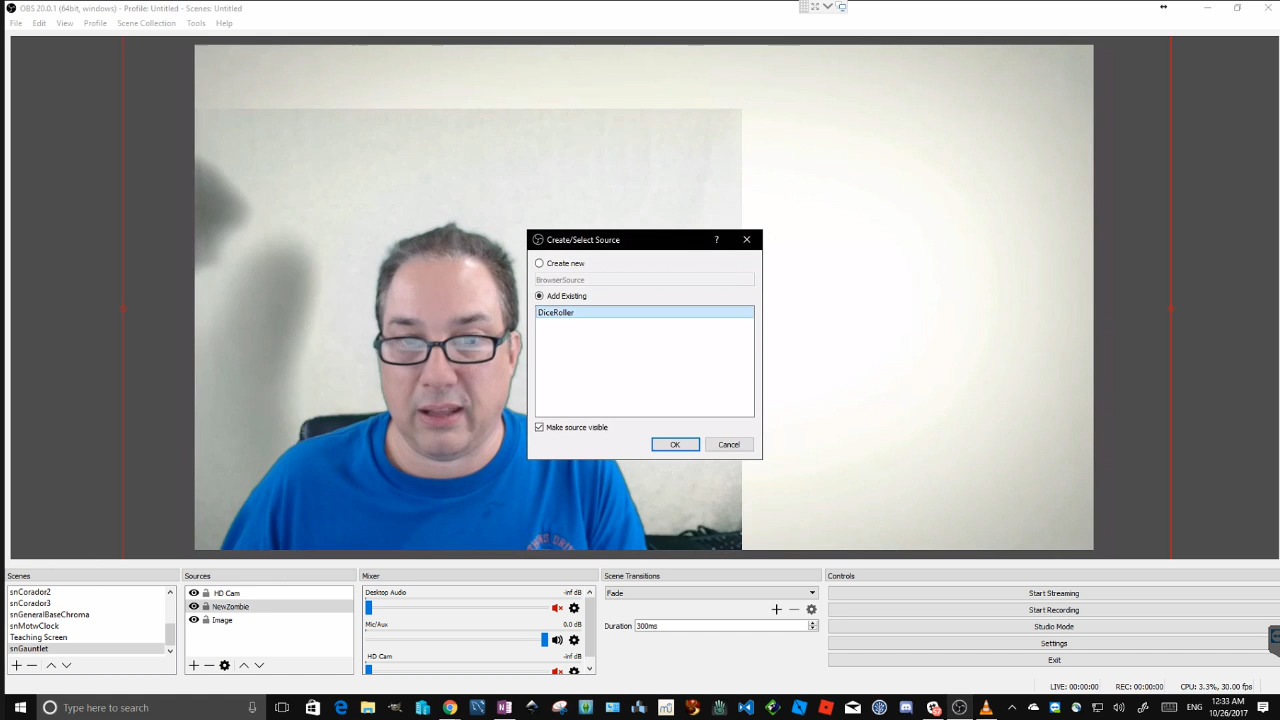 OBS 20.0.1 (64bit, windows) - Profile: Untitled - Scenes: Untitled
File Edit View Profile Scene Collection Tools Help
Create/Select Source ?
Create new
BrowserSource
Add Existing
DiceRoller
Make source visible
OK Cancel
Scenes
snCorador2
snCorador3
snGeneralBaseChroma
snMotwClock
Teaching Screen
snGauntlet
Sources
HD Cam
NewZombie
Image
Mixer
Desktop Audio -inf dB
Mic/Aux 0.0 dB
HD Cam -inf dB
Scene Transitions
Fade
Duration 300ms
Controls
Start Streaming
Start Recording
Studio Mode
Settings
Exit
LIVE: 00:00:00 REC: 00:00:00 CPU: 3.3%, 30.00 fps
Type here to search
ENG 12:33 AM
10/26/2017